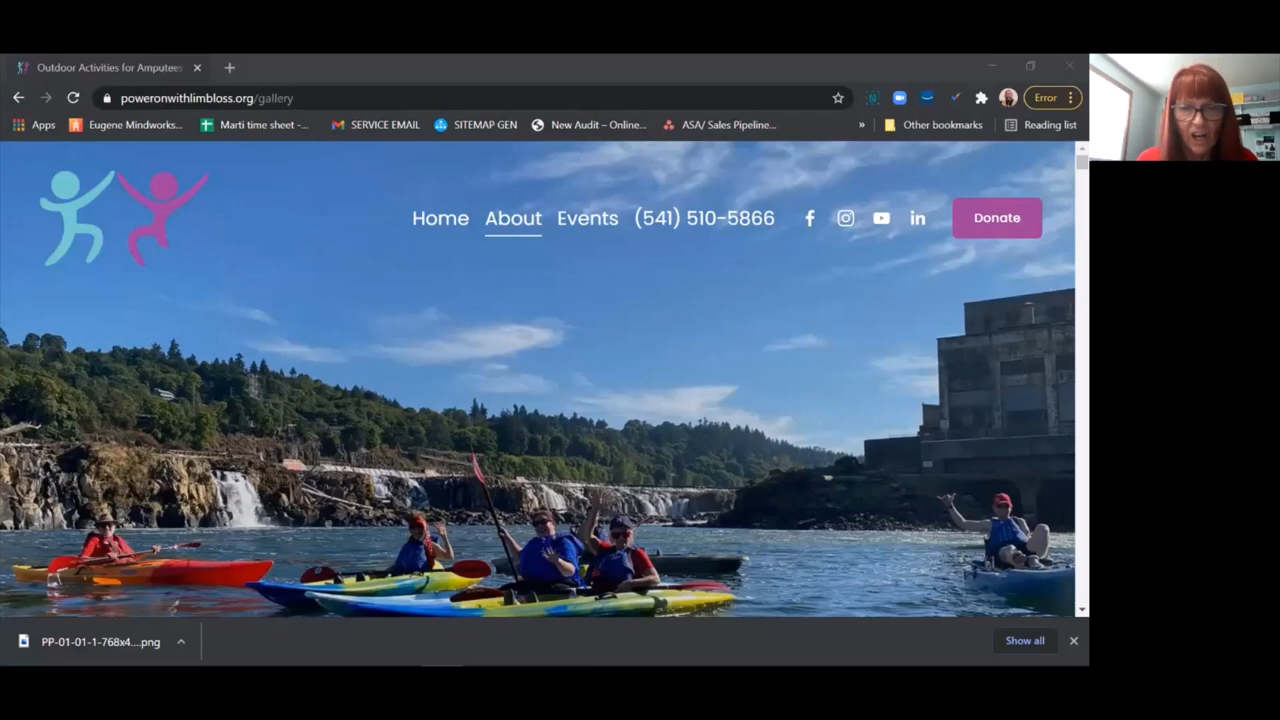 Outdoor Activities for Amputees
poweronwithlimbloss.org/gallery
Error
Apps
Eugene Mindworks...
Marti time sheet -...
SERVICE EMAIL
SITEMAP GEN
New Audit – Online...
ASA/ Sales Pipeline...
»
Other bookmarks
Reading list
Home
About
Events
(541) 510-5866
Donate
PP-01-01-1-768x4....png
Show all